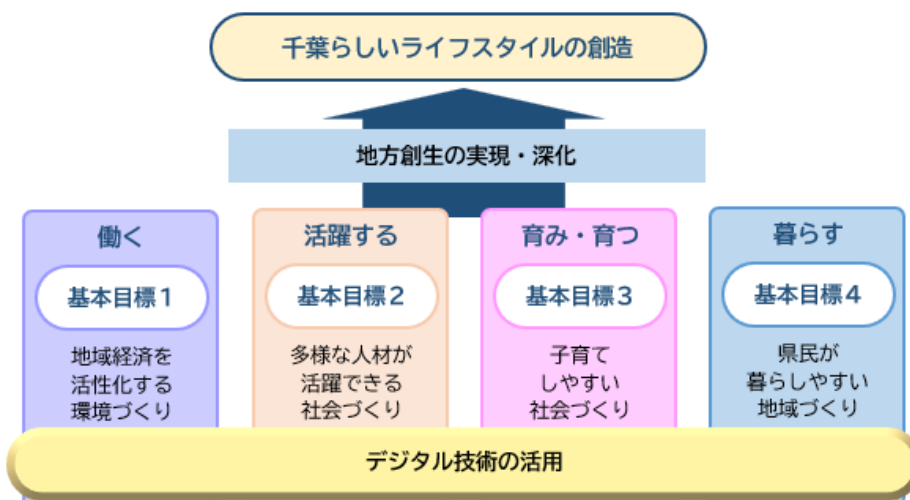 千葉らしいライフスタイルの創造
地方創生の実現・深化
働く
基本目標1
地域経済を
活性化する
環境づくり
活躍する
基本目標2
多様な人材が
活躍できる
社会づくり
育み・育つ
基本目標3
子育て
しやすい
社会づくり
暮らす
基本目標4
県民が
暮らしやすい
地域づくり
デジタル技術の活用